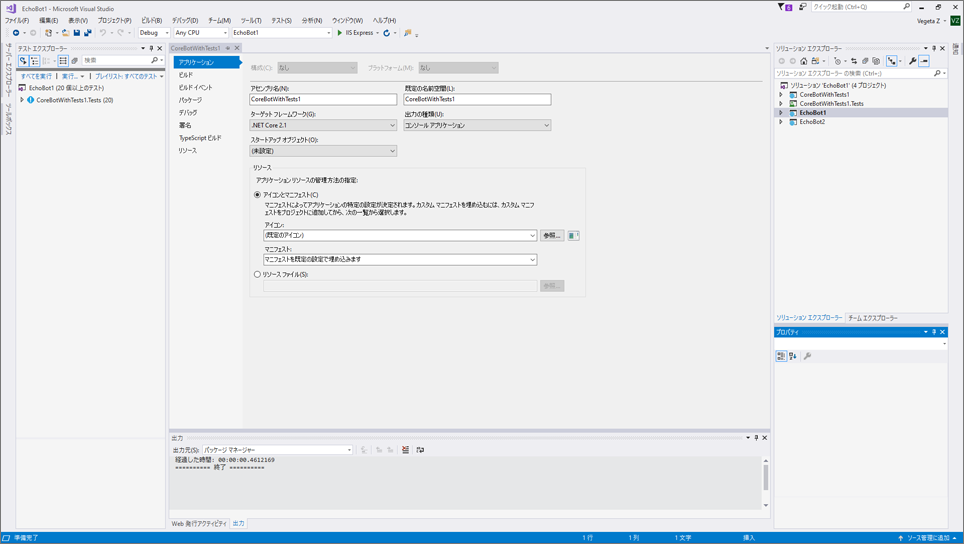 EchoBot1 - Microsoft Visual Studio
クイック起動 (Ctrl+Q)
ファイル(F) 編集(E) 表示(V) プロジェクト(P) ビルド(B) デバッグ(D) チーム(M) ツール(T) テスト(S) 分析(N) ウィンドウ(W) ヘルプ(H)
Vegeta Z VZ
Debug Any CPU EchoBot1 IIS Express
サーバー エクスプローラー
ツールボックス
テスト エクスプローラー
検索
すべてを実行 | 実行... | プレイリスト: すべてのテスト
EchoBot1 (20 個以上のテスト)
CoreBotWithTests1.Tests (20)
CoreBotWithTests1
アプリケーション
ビルド
ビルド イベント
パッケージ
デバッグ
署名
TypeScript ビルド
リソース
構成(C): なし プラットフォーム(M): なし
アセンブリ名(N): 既定の名前空間(L):
CoreBotWithTests1 CoreBotWithTests1
ターゲット フレームワーク(G): 出力の種類(U):
.NET Core 2.1 コンソール アプリケーション
スタートアップ オブジェクト(O):
(未設定)
リソース
アプリケーション リソースの管理方法の指定:
アイコンとマニフェスト(C)
マニフェストによってアプリケーションの特定の設定が決定されます。カスタム マニフェストを埋め込むには、カスタム マニフ
ェストをプロジェクトに追加してから、次の一覧から選択します。
アイコン:
(既定のアイコン) 参照...
マニフェスト:
マニフェストを既定の設定で埋め込みます
リソース ファイル(S):
参照...
出力
出力元(S): パッケージ マネージャー
経過した時間: 00:00:00.4612169
========== 終了 ==========
Web 発行アクティビティ 出力
ソリューション エクスプローラー
ソリューション エクスプローラー の検索 (Ctrl+;)
ソリューション 'EchoBot1' (4 プロジェクト)
CoreBotWithTests1
CoreBotWithTests1.Tests
EchoBot1
EchoBot2
ソリューション エクスプローラー チーム エクスプローラー
プロパティ
通知
準備完了 1 行 1 列 1 文字 挿入 ソース管理に追加